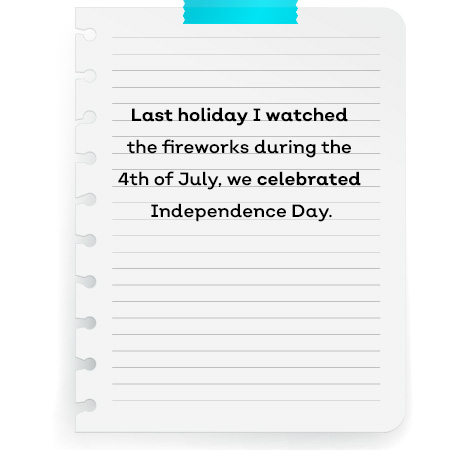 Last holiday I watched
the fireworks during the
4th of July, we celebrated
Independence Day.